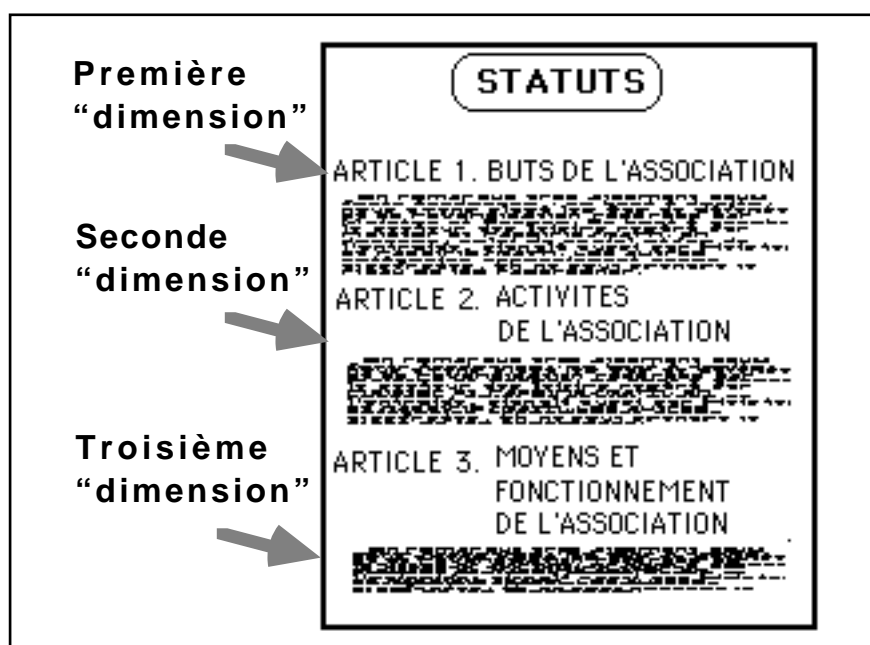 Première
“dimension”
STATUTS
ARTICLE 1. BUTS DE L'ASSOCIATION
Seconde
“dimension”
ARTICLE 2. ACTIVITES
DE L'ASSOCIATION
Troisième
“dimension”
ARTICLE 3. MOYENS ET
FONCTIONNEMENT
DE L'ASSOCIATION